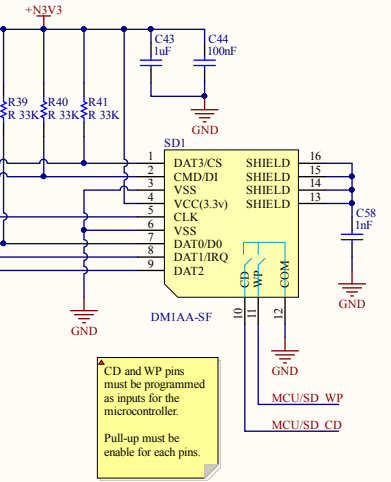 +N3V3
C43
1uF
C44
100nF
R39
R 33K
R40
R 33K
R41
R 33K
GND
SD1
1 DAT3/CS SHIELD 16
2 CMD/DI SHIELD 15
3 VSS SHIELD 14
4 VCC(3.3v) SHIELD 13
5 CLK
6 VSS
7 DAT0/D0
8 DAT1/IRQ
9 DAT2
CD
WP
COM
C58
1nF
GND
10
11
12
DM1AA-SF
GND
GND
CD and WP pins
must be programmed
as inputs for the
microcontroller.
Pull-up must be
enable for each pins.
MCU/SD_WP
MCU/SD_CD